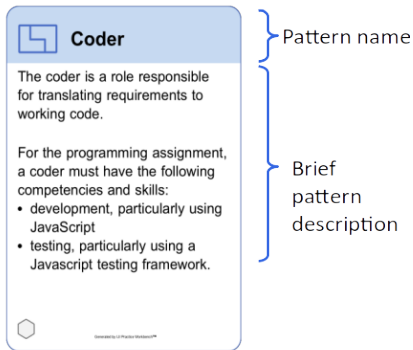 Coder
Pattern name
The coder is a role responsible
for translating requirements to
working code.
For the programming assignment,
a coder must have the following
competencies and skills:
• development, particularly using
JavaScript
• testing, particularly using a
Javascript testing framework.
Brief
pattern
description